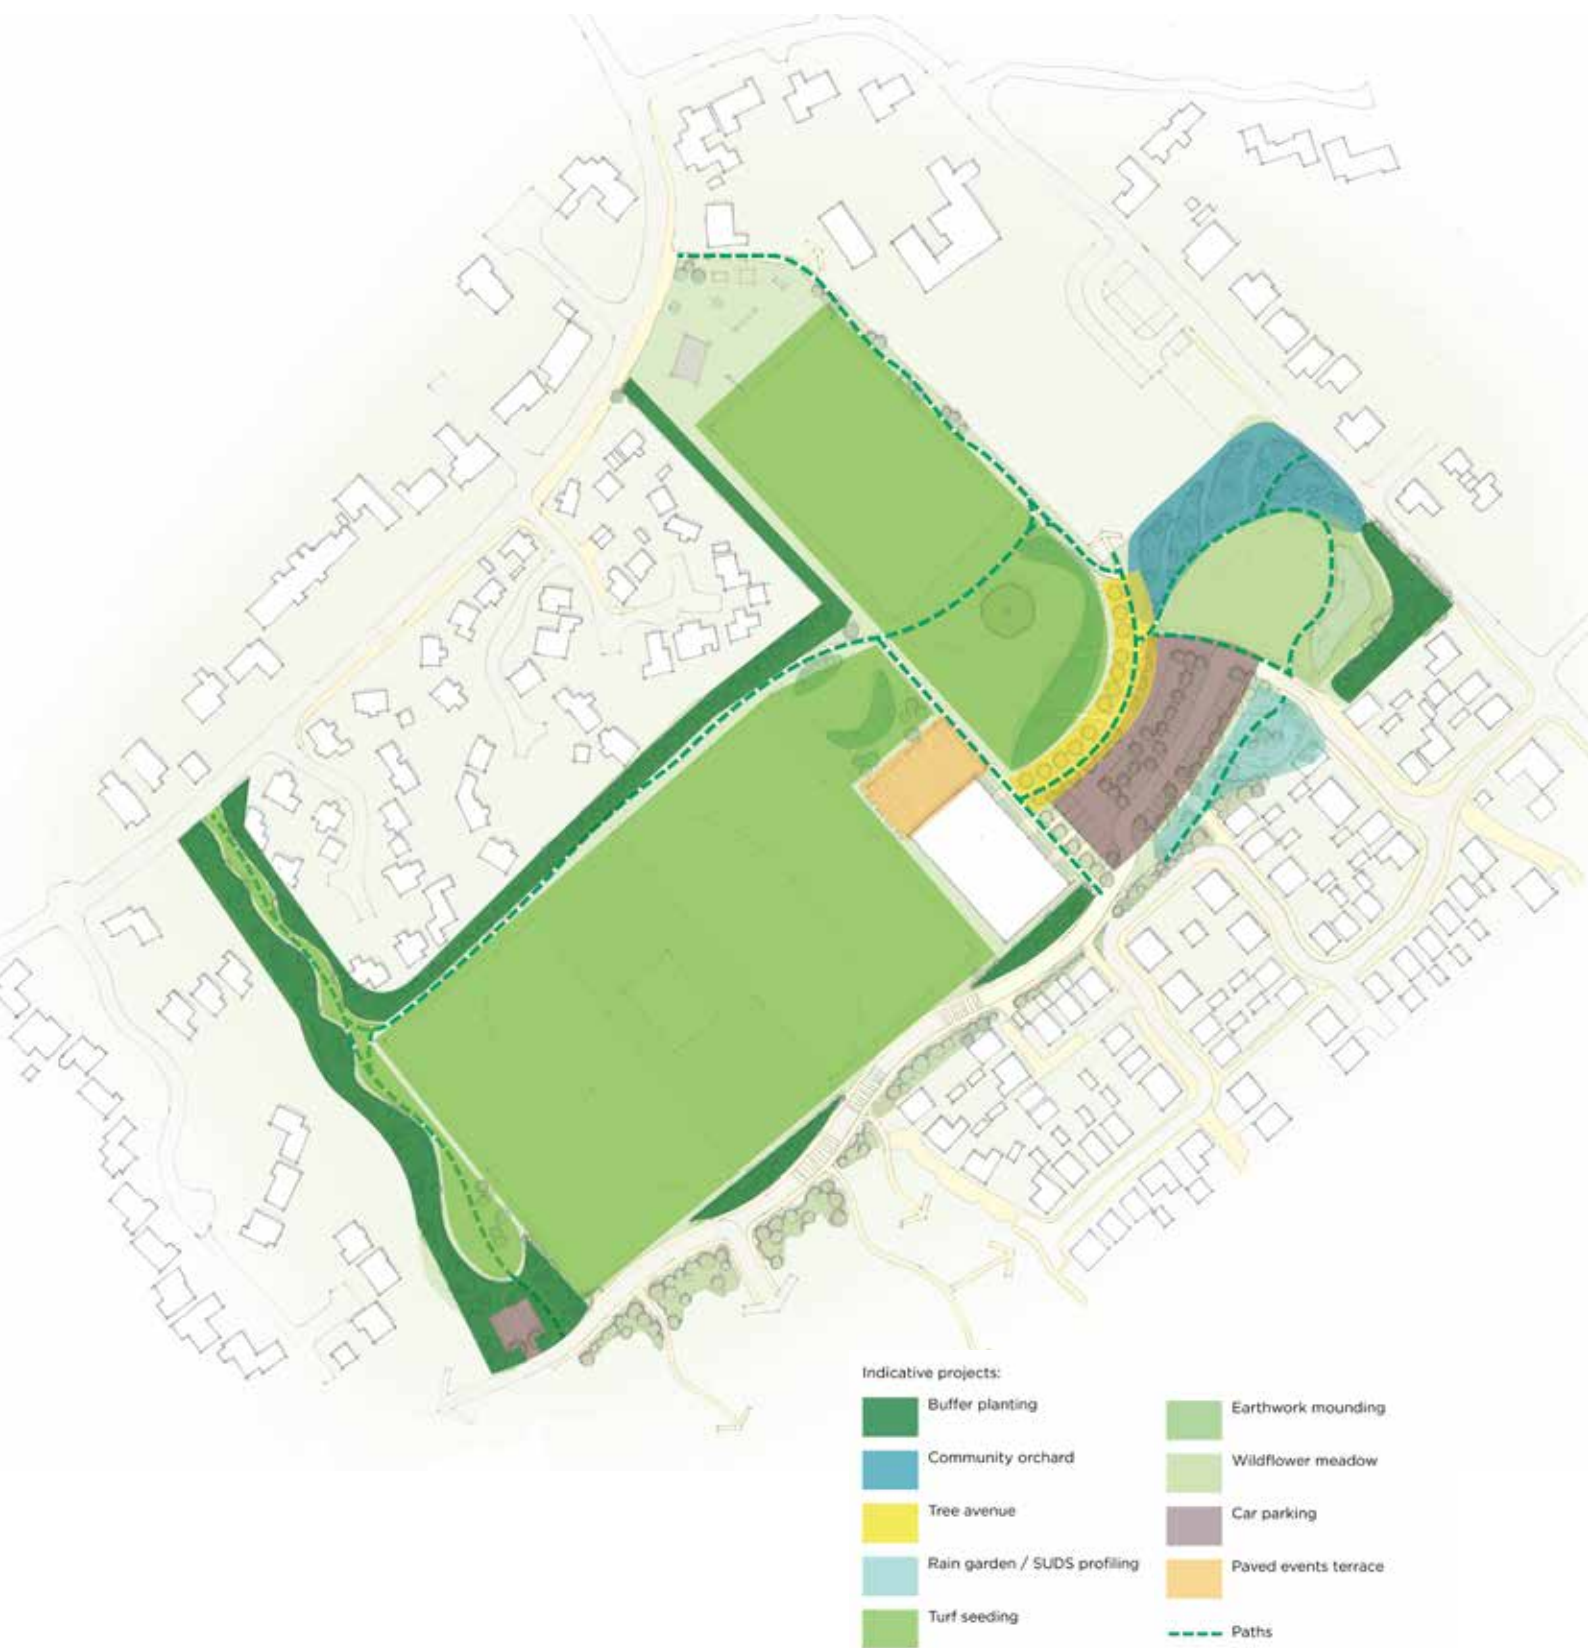 Indicative projects:
Buffer planting
Community orchard
Tree avenue
Rain garden / SUDS profiling
Turf seeding
Earthwork mounding
Wildflower meadow
Car parking
Paved events terrace
Paths